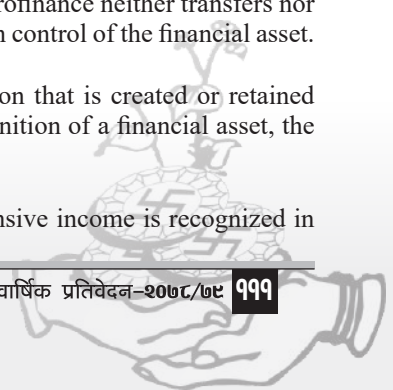 rofinance neither transfers nor
n control of the financial asset.
on that is created or retained
nition of a financial asset, the
nsive income is recognized in
वार्षिक प्रतिवेदन-२०७८/७९ १११